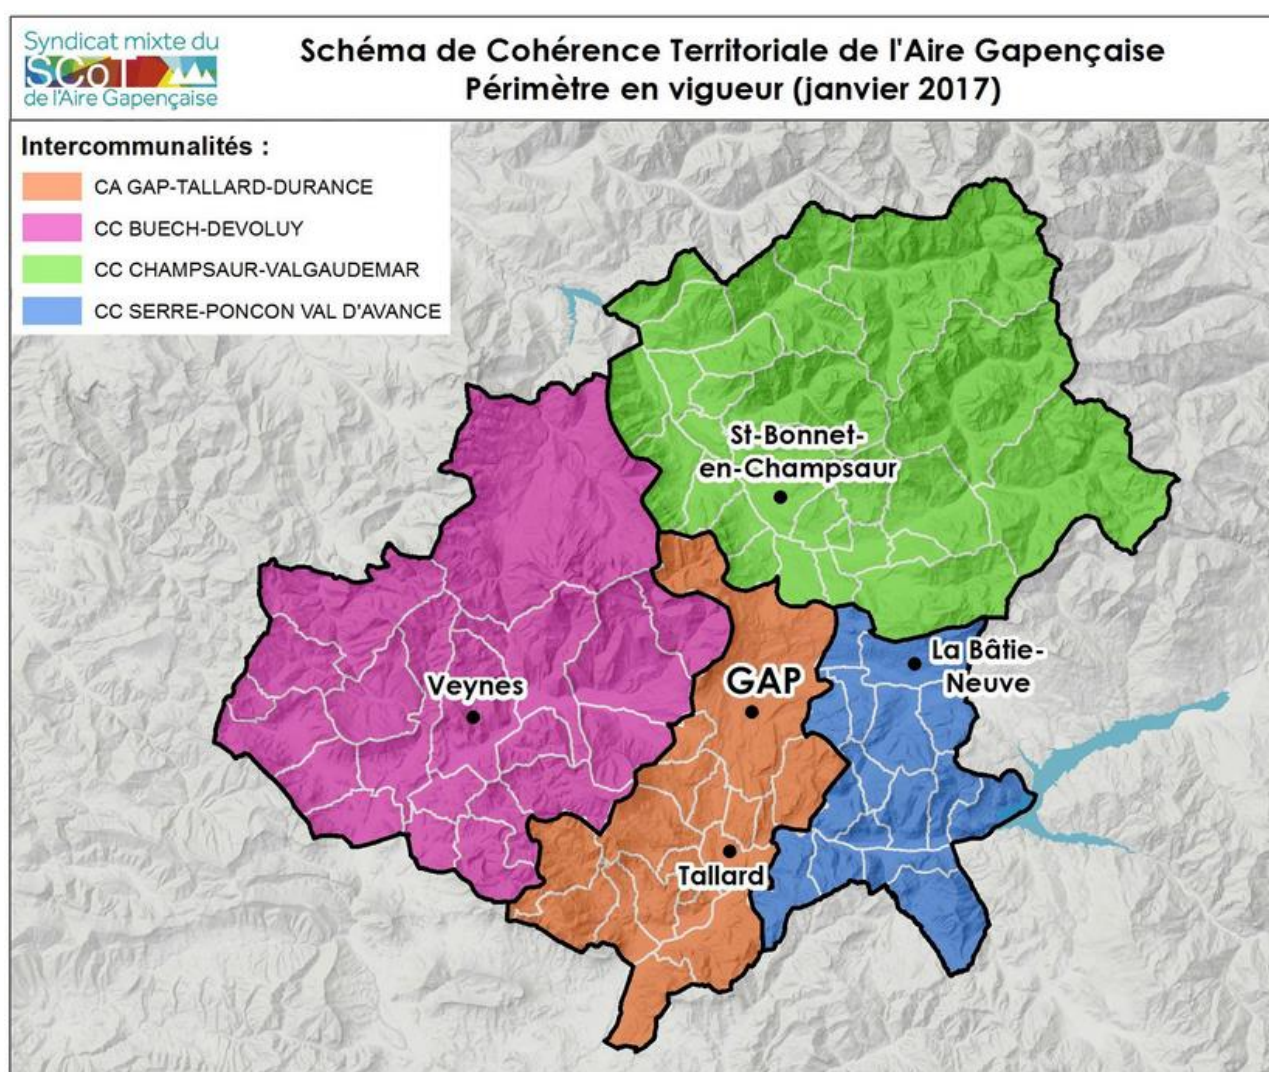 Syndicat mixte du
SCoT
de l'Aire Gapençaise
Schéma de Cohérence Territoriale de l'Aire Gapençaise
Périmètre en vigueur (janvier 2017)
Intercommunalités :
CA GAP-TALLARD-DURANCE
CC BUECH-DEVOLUY
CC CHAMPSAUR-VALGAUDEMAR
CC SERRE-PONCON VAL D'AVANCE
St-Bonnet-
en-Champsaur
La Bâtie-
Neuve
GAP
Veynes
Tallard